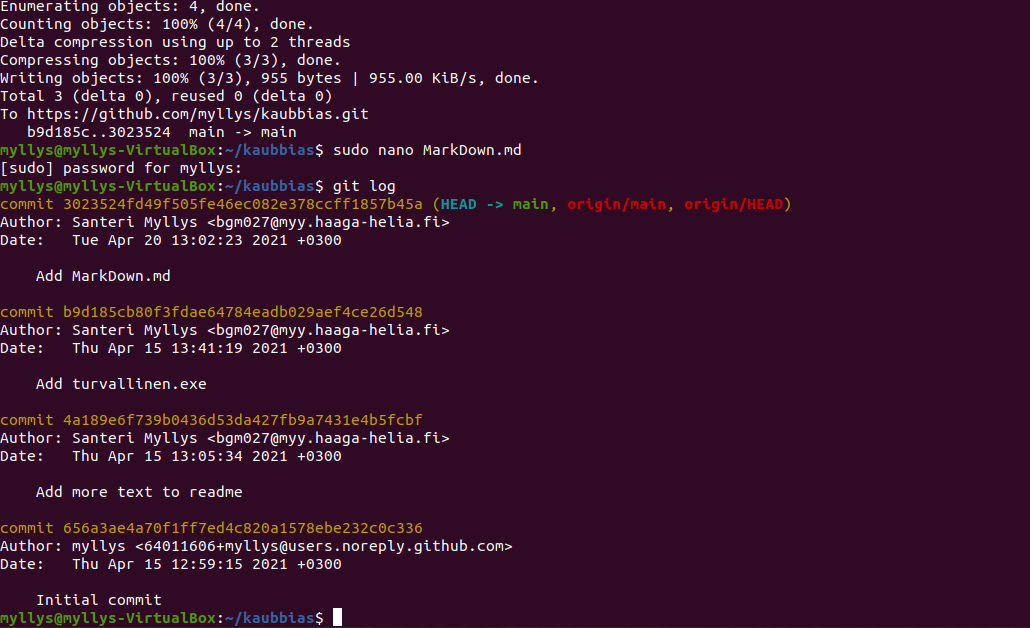 Enumerating objects: 4, done.
Counting objects: 100% (4/4), done.
Delta compression using up to 2 threads
Compressing objects: 100% (3/3), done.
Writing objects: 100% (3/3), 955 bytes | 955.00 KiB/s, done.
Total 3 (delta 0), reused 0 (delta 0)
To https://github.com/myllys/kaubbias.git
   b9d185c..3023524  main -> main
myllys@myllys-VirtualBox:~/kaubbias$ sudo nano MarkDown.md
[sudo] password for myllys:
myllys@myllys-VirtualBox:~/kaubbias$ git log
commit 3023524fd49f505fe46ec082e378ccff1857b45a (HEAD -> main, origin/main, origin/HEAD)
Author: Santeri Myllys <bgm027@myy.haaga-helia.fi>
Date:   Tue Apr 20 13:02:23 2021 +0300
    Add MarkDown.md
commit b9d185cb80f3fdae64784eadb029aef4ce26d548
Author: Santeri Myllys <bgm027@myy.haaga-helia.fi>
Date:   Thu Apr 15 13:41:19 2021 +0300
    Add turvallinen.exe
commit 4a189e6f739b0436d53da427fb9a7431e4b5fcbf
Author: Santeri Myllys <bgm027@myy.haaga-helia.fi>
Date:   Thu Apr 15 13:05:34 2021 +0300
    Add more text to readme
commit 656a3ae4a70f1ff7ed4c820a1578ebe232c0c336
Author: myllys <64011606+myllys@users.noreply.github.com>
Date:   Thu Apr 15 12:59:15 2021 +0300
    Initial commit
myllys@myllys-VirtualBox:~/kaubbias$